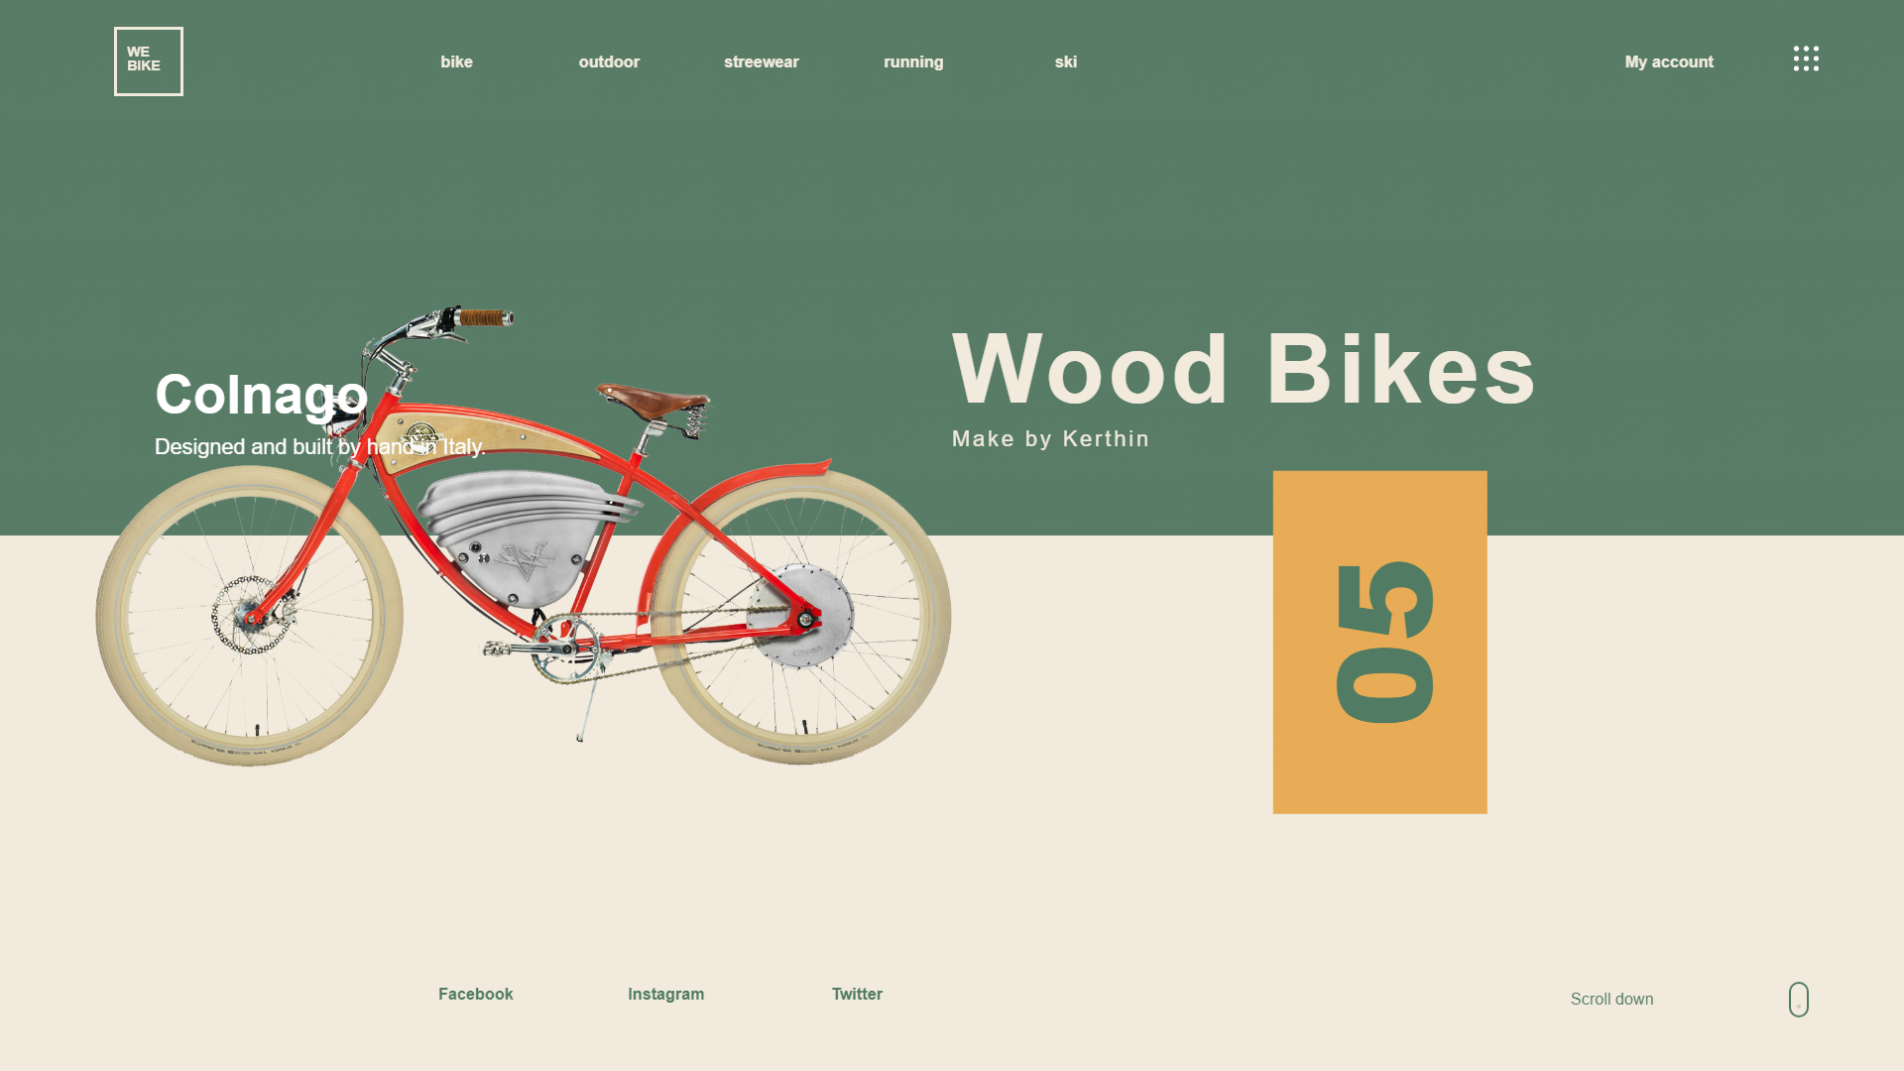 WE
BIKE
bike
outdoor
streewear
running
ski
My account
Wood Bikes
Make by Kerthin
Colnago
Designed and built by hand in Italy.
05
Facebook
Instagram
Twitter
Scroll down